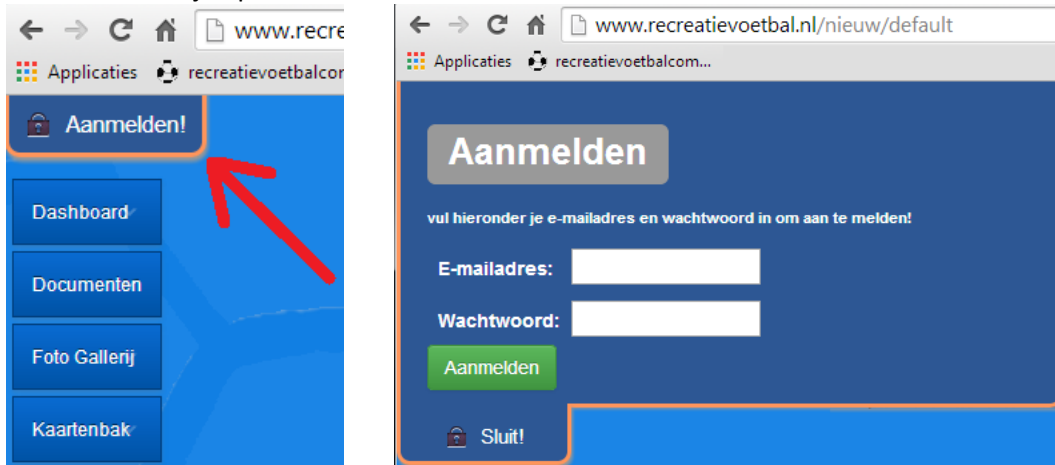 www.recre
Applicaties recreatievoetbalcor
Aanmelden!
Dashboard
Documenten
Foto Gallerij
Kaartenbak
www.recreatievoetbal.nl/nieuw/default
Applicaties recreatievoetbalcom...
Aanmelden
vul hieronder je e-mailadres en wachtwoord in om aan te melden!
E-mailadres:
Wachtwoord:
Aanmelden
Sluit!